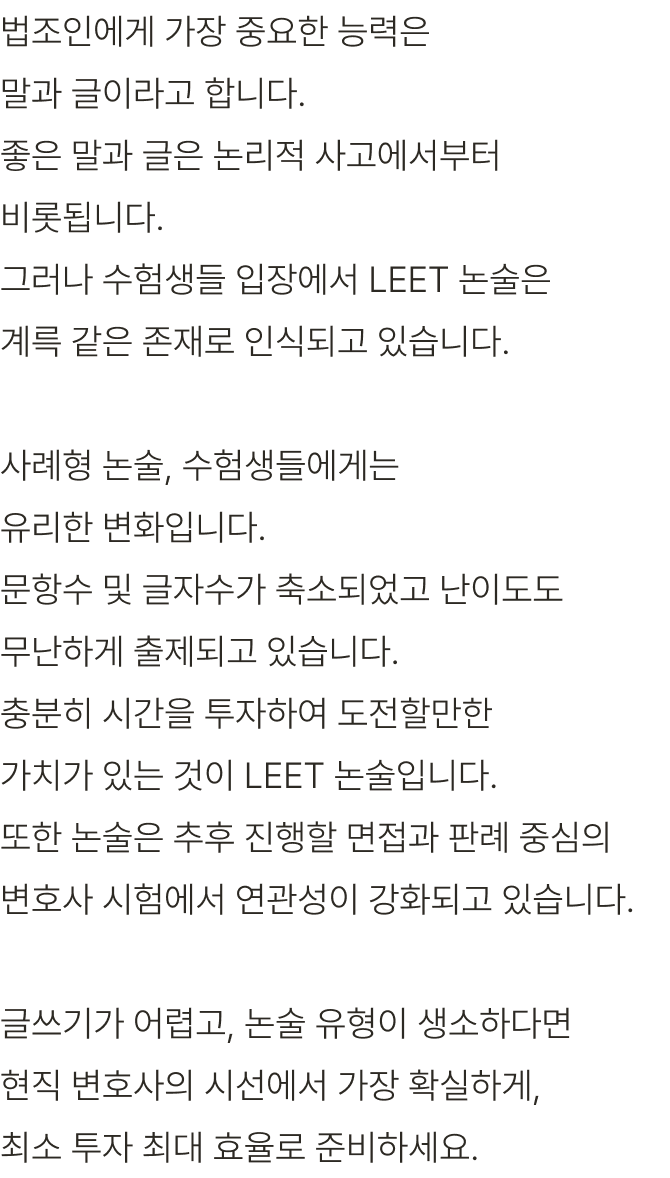 법조인에게 가장 중요한 능력은
말과 글이라고 합니다.
좋은 말과 글은 논리적 사고에서부터
비롯됩니다.
그러나 수험생들 입장에서 LEET 논술은
계륵 같은 존재로 인식되고 있습니다.
사례형 논술, 수험생들에게는
유리한 변화입니다.
문항수 및 글자수가 축소되었고 난이도도
무난하게 출제되고 있습니다.
충분히 시간을 투자하여 도전할만한
가치가 있는 것이 LEET 논술입니다.
또한 논술은 추후 진행할 면접과 판례 중심의
변호사 시험에서 연관성이 강화되고 있습니다.
글쓰기가 어렵고, 논술 유형이 생소하다면
현직 변호사의 시선에서 가장 확실하게,
최소 투자 최대 효율로 준비하세요.